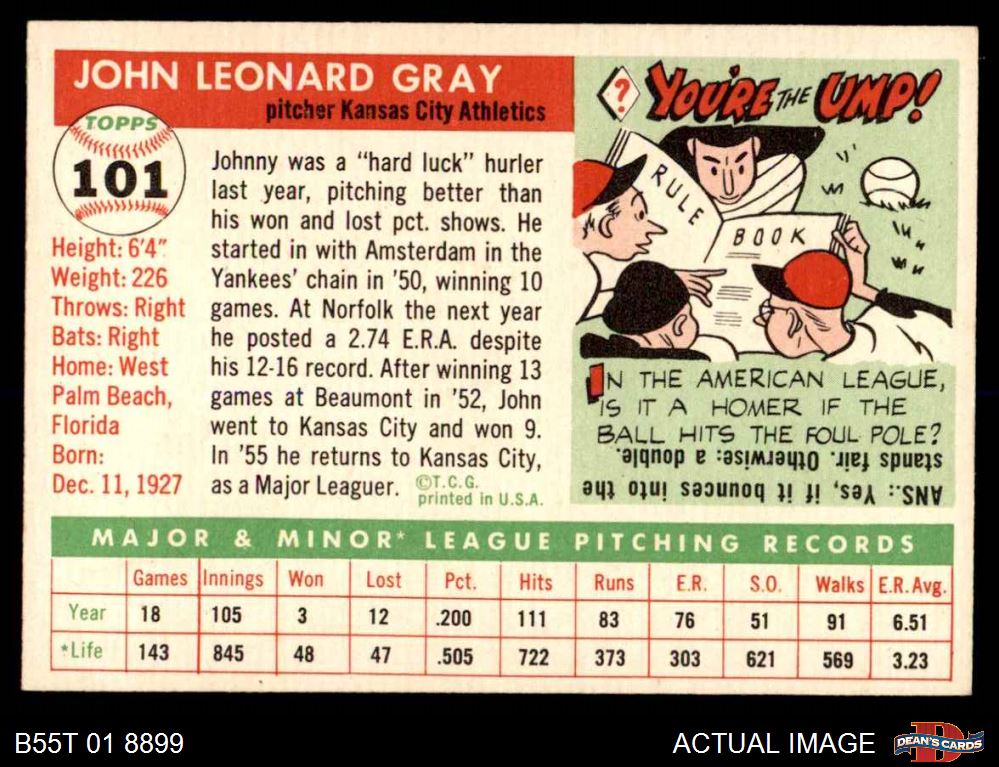 JOHN LEONARD GRAY
pitcher Kansas City Athletics
TOPPS
101
Height: 6'4"
Weight: 226
Throws: Right
Bats: Right
Home: West
Palm Beach,
Florida
Born:
Dec. 11, 1927
Johnny was a "hard luck" hurler
last year, pitching better than
his won and lost pct. shows. He
started in with Amsterdam in the
Yankees' chain in '50, winning 10
games. At Norfolk the next year
he posted a 2.74 E.R.A. despite
his 12-16 record. After winning 13
games at Beaumont in '52, John
went to Kansas City and won 9.
In '55 he returns to Kansas City,
as a Major Leaguer.
©T.C.G.
printed in U.S.A.
?
YOU'RE THE UMP!
RULE
BOOK
IN THE AMERICAN LEAGUE,
IS IT A HOMER IF THE
BALL HITS THE FOUL POLE?
ANS.: Yes, if it bounces into the
stands fair. Otherwise: a double.
MAJOR & MINOR* LEAGUE PITCHING RECORDS
Games Innings Won Lost Pct. Hits Runs E.R. S.O. Walks E.R. Avg.
Year 18 105 3 12 .200 111 83 76 51 91 6.51
*Life 143 845 48 47 .505 722 373 303 621 569 3.23
B55T 01 8899
ACTUAL IMAGE
D
DEAN'S CARDS